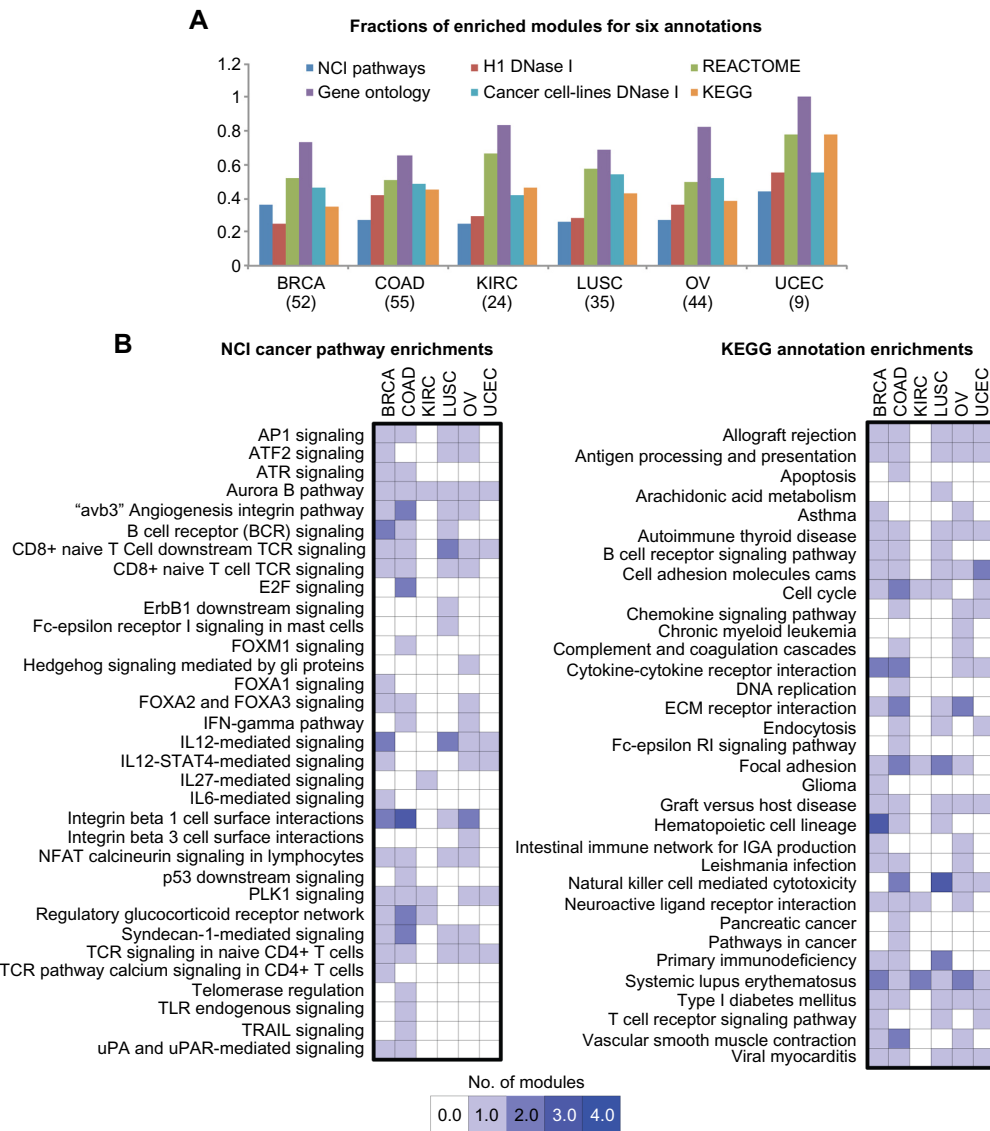 A
Fractions of enriched modules for six annotations
1.2
1
0.8
0.6
0.4
0.2
0
NCI pathways
H1 DNase I
REACTOME
Gene ontology
Cancer cell-lines DNase I
KEGG
BRCA COAD KIRC LUSC OV UCEC
(52) (55) (24) (35) (44) (9)
B
NCI cancer pathway enrichments
BRCA COAD KIRC LUSC OV UCEC
AP1 signaling
ATF2 signaling
ATR signaling
Aurora B pathway
“avb3” Angiogenesis integrin pathway
B cell receptor (BCR) signaling
CD8+ naive T Cell downstream TCR signaling
CD8+ naive T cell TCR signaling
E2F signaling
ErbB1 downstream signaling
Fc-epsilon receptor I signaling in mast cells
FOXM1 signaling
Hedgehog signaling mediated by gli proteins
FOXA1 signaling
FOXA2 and FOXA3 signaling
IFN-gamma pathway
IL12-mediated signaling
IL12-STAT4-mediated signaling
IL27-mediated signaling
IL6-mediated signaling
Integrin beta 1 cell surface interactions
Integrin beta 3 cell surface interactions
NFAT calcineurin signaling in lymphocytes
p53 downstream signaling
PLK1 signaling
Regulatory glucocorticoid receptor network
Syndecan-1-mediated signaling
TCR signaling in naive CD4+ T cells
TCR pathway calcium signaling in CD4+ T cells
Telomerase regulation
TLR endogenous signaling
TRAIL signaling
uPA and uPAR-mediated signaling
KEGG annotation enrichments
BRCA COAD KIRC LUSC OV UCEC
Allograft rejection
Antigen processing and presentation
Apoptosis
Arachidonic acid metabolism
Asthma
Autoimmune thyroid disease
B cell receptor signaling pathway
Cell adhesion molecules cams
Cell cycle
Chemokine signaling pathway
Chronic myeloid leukemia
Complement and coagulation cascades
Cytokine-cytokine receptor interaction
DNA replication
ECM receptor interaction
Endocytosis
Fc-epsilon RI signaling pathway
Focal adhesion
Glioma
Graft versus host disease
Hematopoietic cell lineage
Intestinal immune network for IGA production
Leishmania infection
Natural killer cell mediated cytotoxicity
Neuroactive ligand receptor interaction
Pancreatic cancer
Pathways in cancer
Primary immunodeficiency
Systemic lupus erythematosus
Type I diabetes mellitus
T cell receptor signaling pathway
Vascular smooth muscle contraction
Viral myocarditis
No. of modules
0.0 1.0 2.0 3.0 4.0